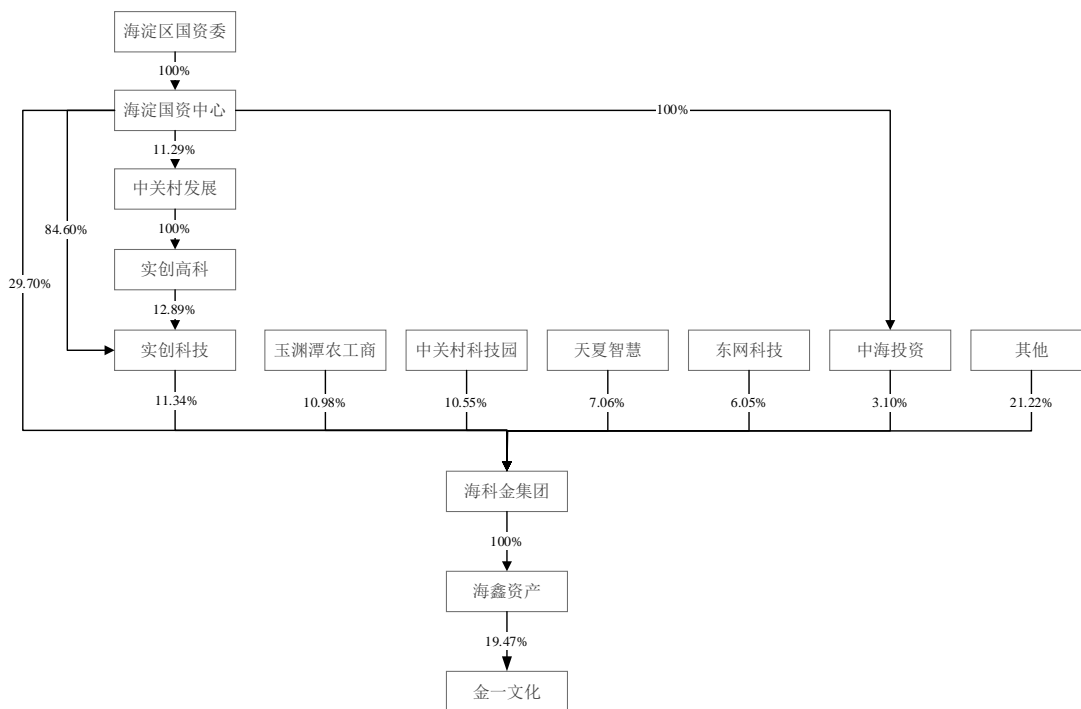 海淀区国资委
100%
海淀国资中心
100%
11.29%
中关村发展
84.60%
100%
实创高科
29.70%
12.89%
实创科技
玉渊潭农工商
中关村科技园
天夏智慧
东网科技
中海投资
其他
11.34%
10.98%
10.55%
7.06%
6.05%
3.10%
21.22%
海科金集团
100%
海鑫资产
19.47%
金一文化